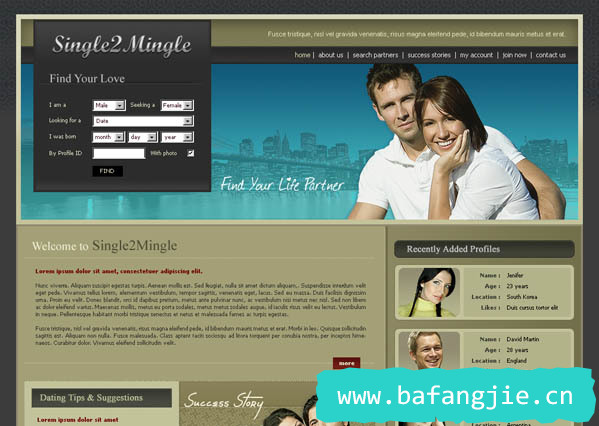 Single2Mingle
Fusce tristique, nisl vel gravida venenatis, risus magna eleifend pede, id bibendum mauris metus et erat.
home | about us | search partners | success stories | my account | join now | contact us
Find Your Love
I am a Male Seeking a Female
Looking for a Date
I was born month day year
By Profile ID With photo
FIND
Find Your Life Partner
Welcome to Single2Mingle
Lorem ipsum dolor sit amet, consectetuer adipiscing elit.
Nunc viverra. Aliquam suscipit egestas turpis. Aenean mollis est. Sed feugiat, nulla sit amet dictum aliquam,. Suspendisse interdum velit
eget pede. Vivamus tellus lorem, elementum vestibulum, tempor sagittis, venenatis eget, lacus. Sed eu massa. Duis facilisis dignissim
urna. Proin eu velit. Donec blandit, orci id dapibus pretium, metus ante pulvinar nunc, ac vestibulum nisi metus nec nisl. Sed non libero
ac dolor eleifend varius. Maecenas mollis, metus eu porta sodales, metus metus sodales augue, id iaculis risus velit eu lectus. Vestibulum
in neque. Pellentesque habitant morbi tristique senectus et netus et malesuada fames ac turpis egestas.
Fusce tristique, nisl vel gravida venenatis, risus magna eleifend pede, id bibendum mauris metus et erat. Morbi in leo. Quisque sollicitudin
sagittis est. Aliquam non nulla. Fusce malesuada. Class aptent taciti sociosqu ad litora torquent per conubia nostra, per inceptos hime-
naeos. Curabitur dolor. Vivamus eleifend sollicitudin velit.
more
Recently Added Profiles
Name : Jenifer
Age : 23 years
Location : South Korea
Likes : Duis cursus tortor elit
Name : David Martin
Age : 28 years
Location : England
Dating Tips & Suggestions
Lorem ipsum dolor sit amet
Success Story
www.bafangjie.cn
Argentina